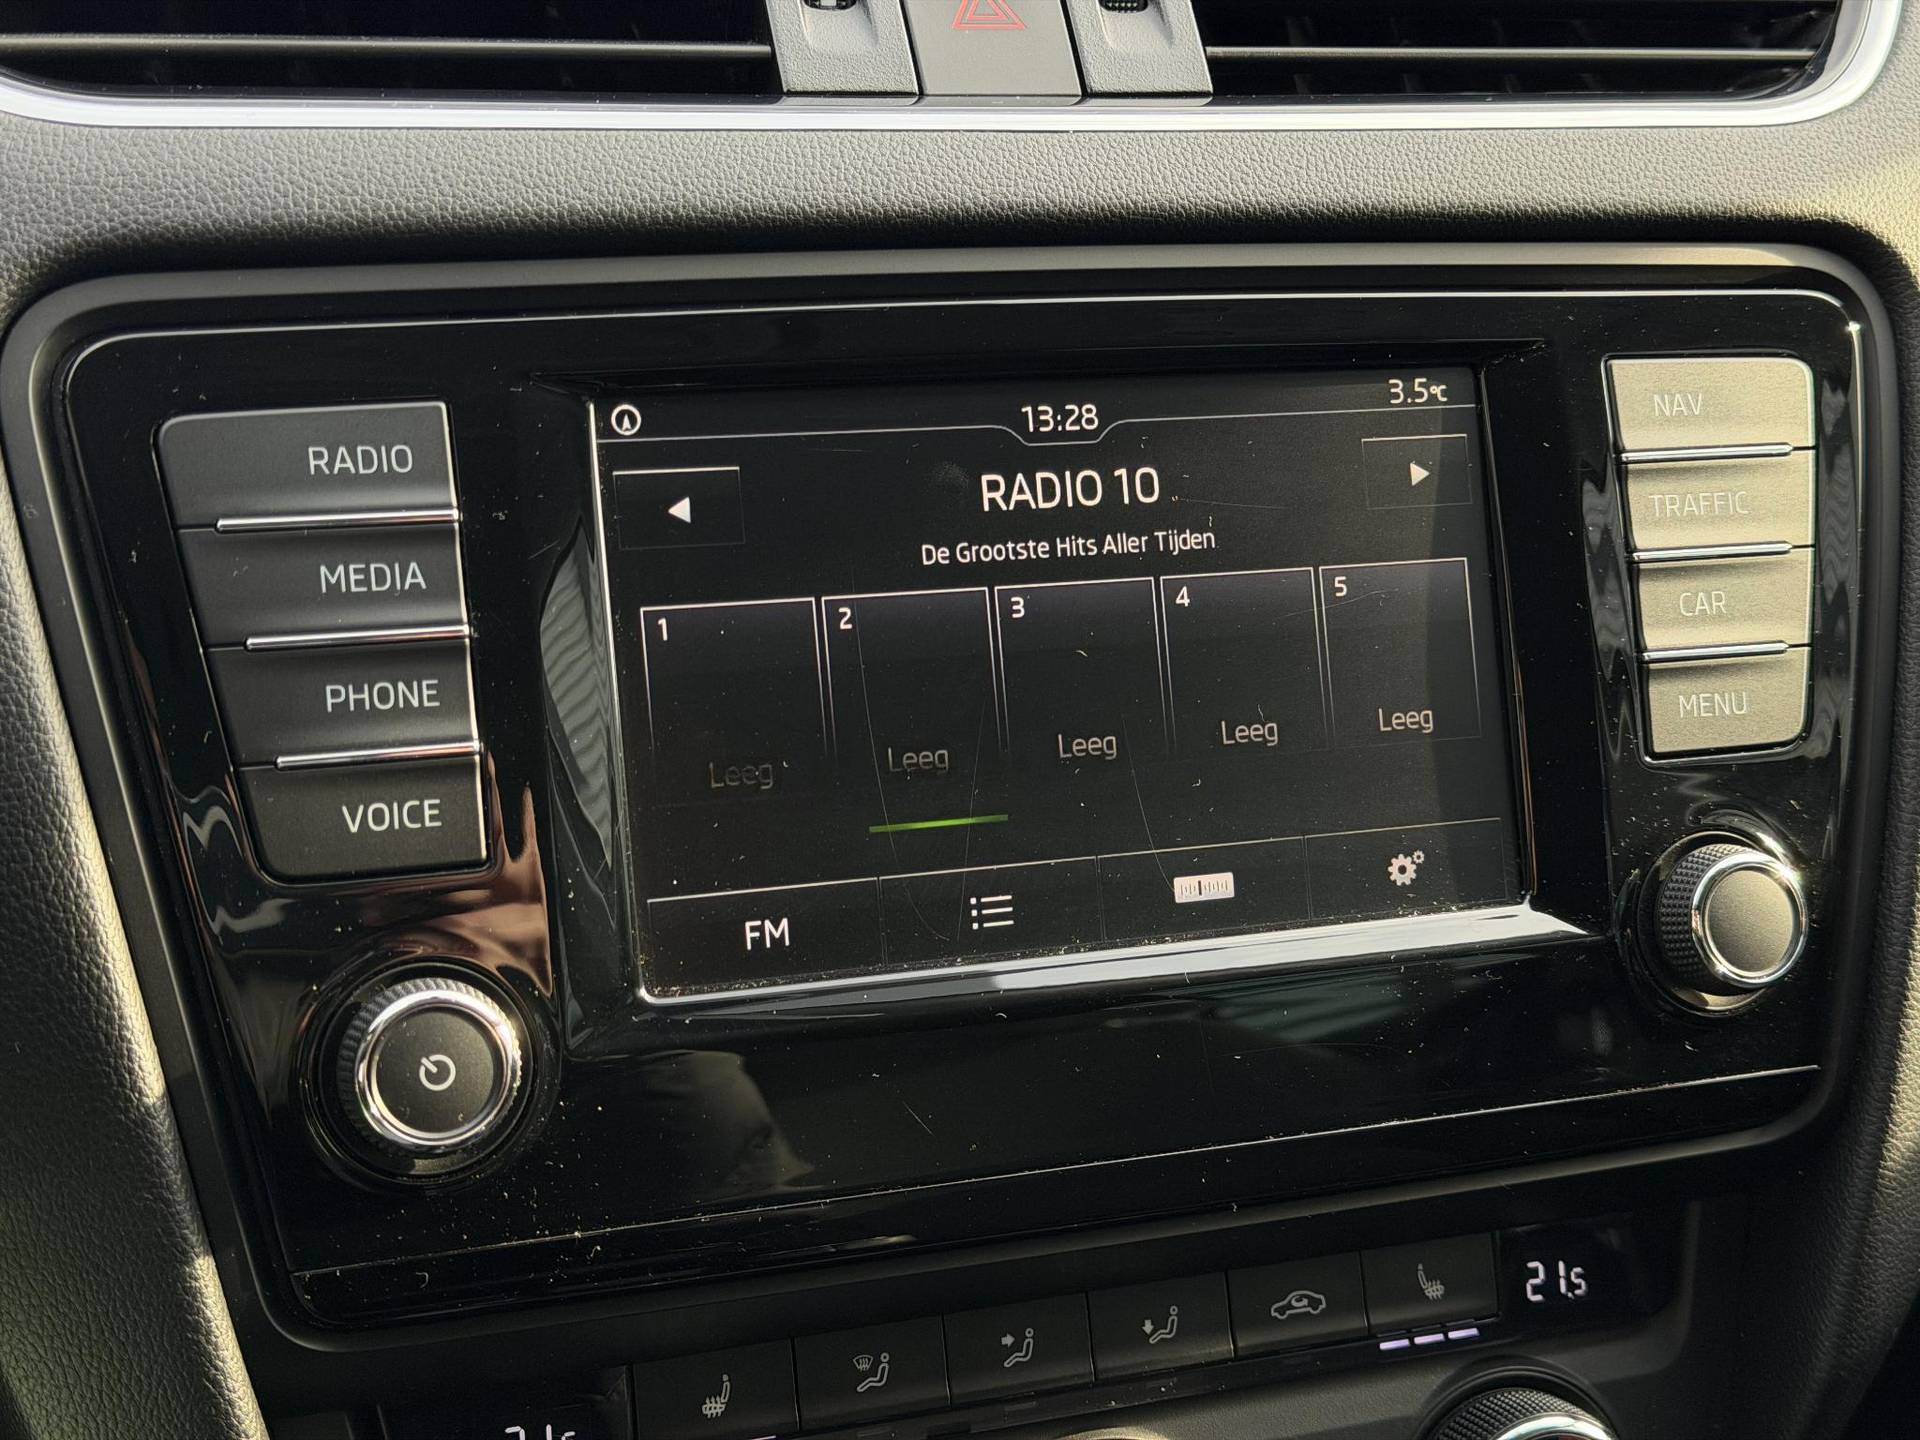 13:28
3.5°C
RADIO 10
De Grootste Hits Aller Tijden
1
2
3
4
5
Leeg
Leeg
Leeg
Leeg
Leeg
FM
RADIO
MEDIA
PHONE
VOICE
NAV
TRAFFIC
CAR
MENU
21.5